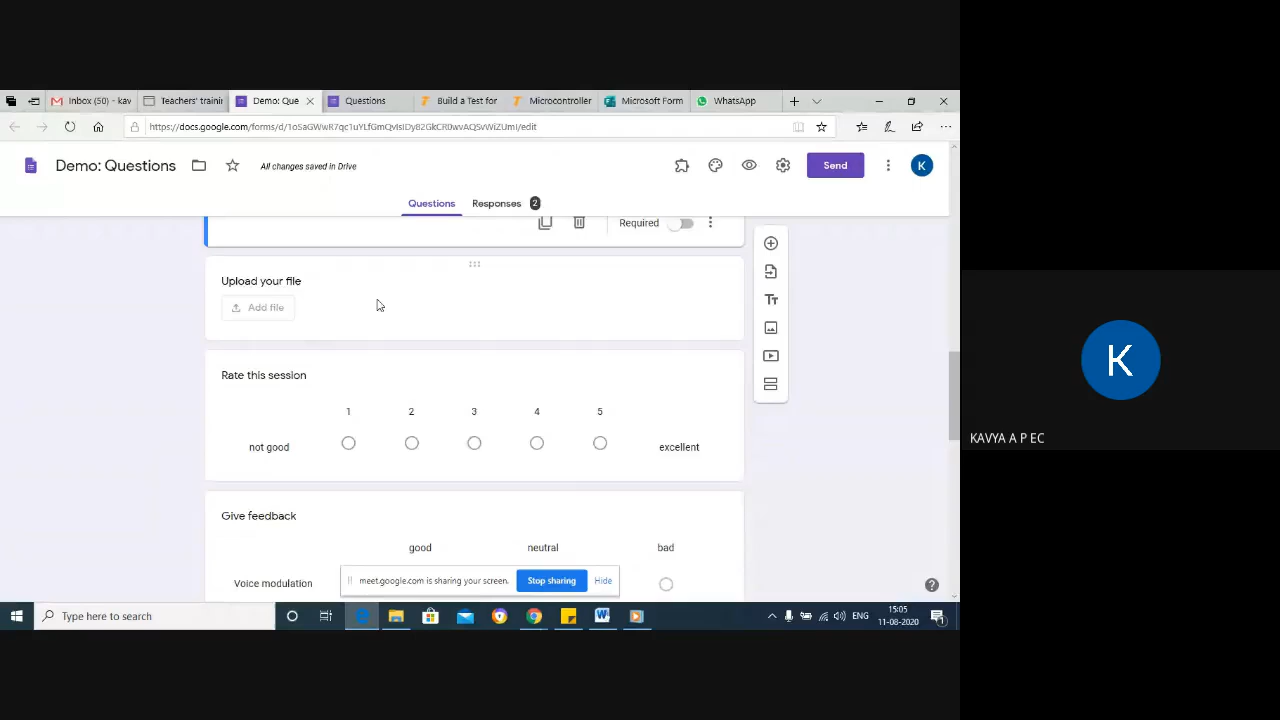 Inbox (50) - kav
Teachers' trainin
Demo: Que
Questions
Build a Test for
Microcontroller
Microsoft Form
WhatsApp
Demo: Questions
All changes saved in Drive
Send
K
Questions
Responses 2
Required
Upload your file
Add file
Rate this session
1 2 3 4 5
not good
excellent
Give feedback
good neutral bad
Voice modulation
meet.google.com is sharing your screen.
Stop sharing
Hide
Type here to search
ENG
15:05
11-08-2020
K
KAVYA A P EC